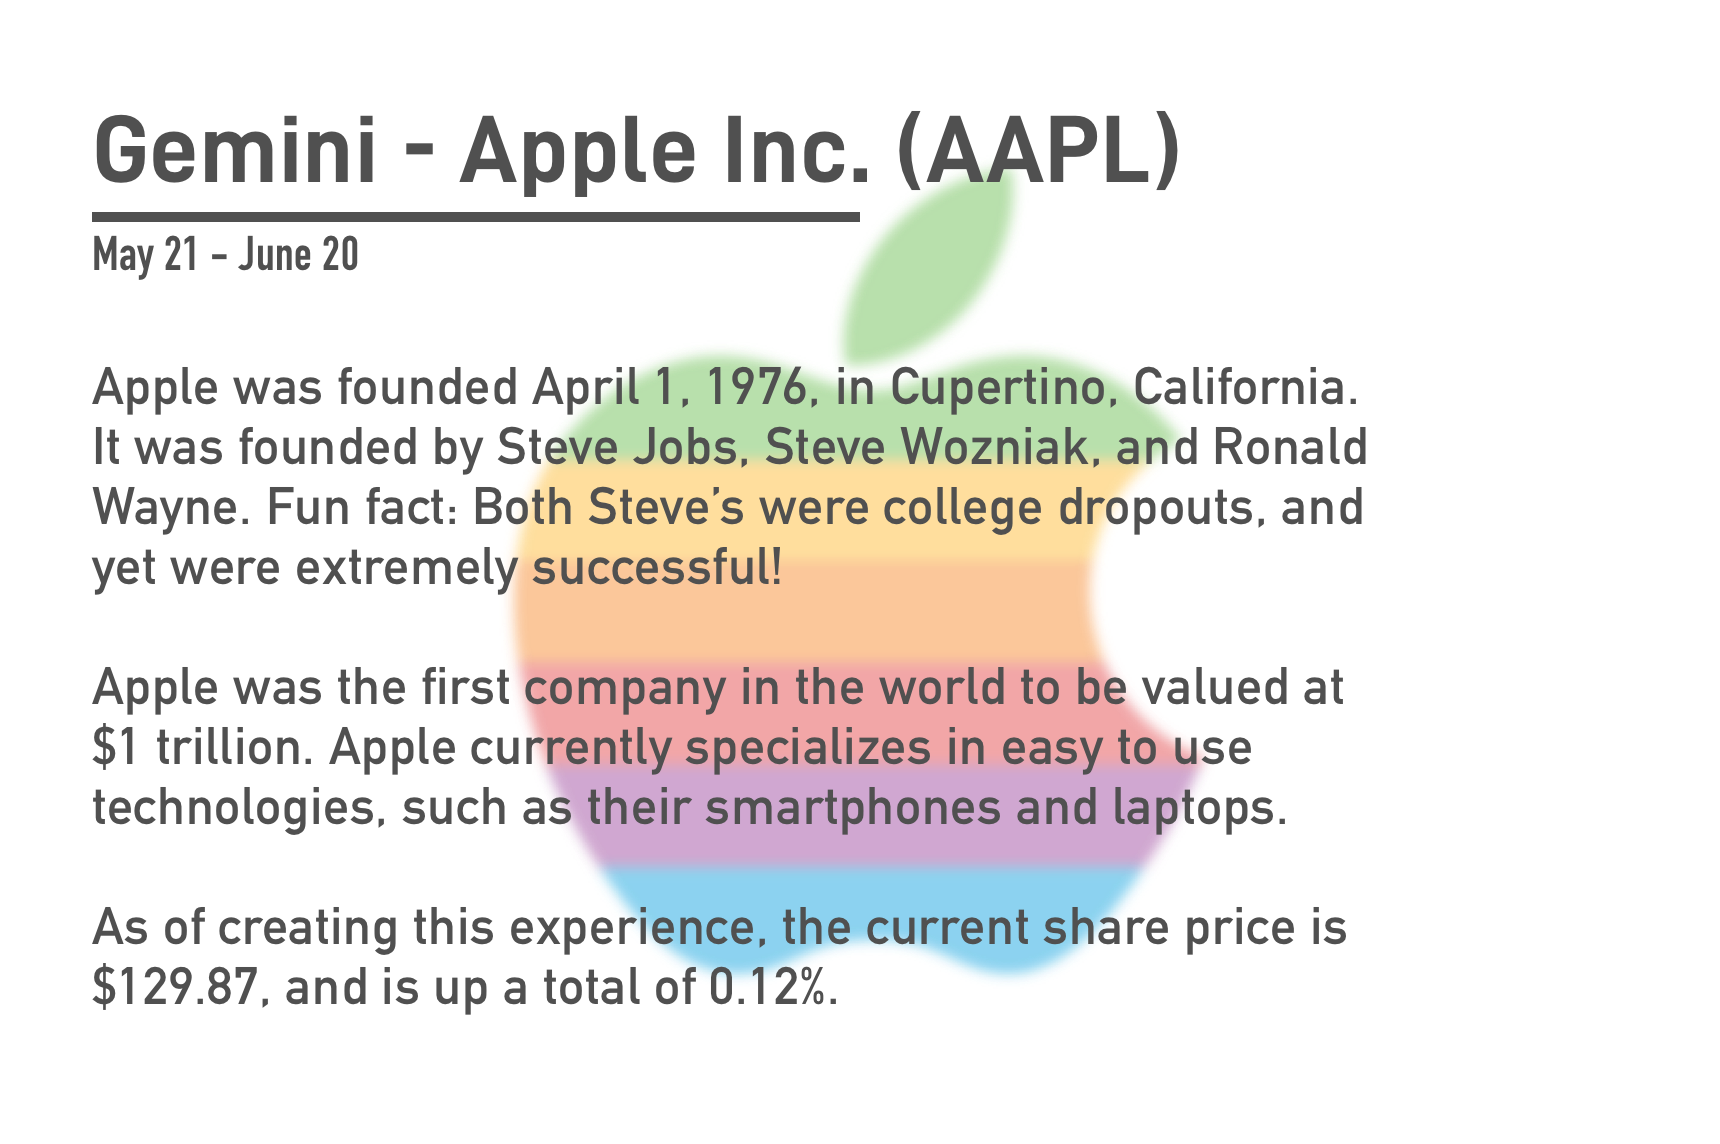 Gemini - Apple Inc. (AAPL)
May 21 - June 20
Apple was founded April 1, 1976, in Cupertino, California.
It was founded by Steve Jobs, Steve Wozniak, and Ronald
Wayne. Fun fact: Both Steve’s were college dropouts, and
yet were extremely successful!
Apple was the first company in the world to be valued at
$1 trillion. Apple currently specializes in easy to use
technologies, such as their smartphones and laptops.
As of creating this experience, the current share price is
$129.87, and is up a total of 0.12%.